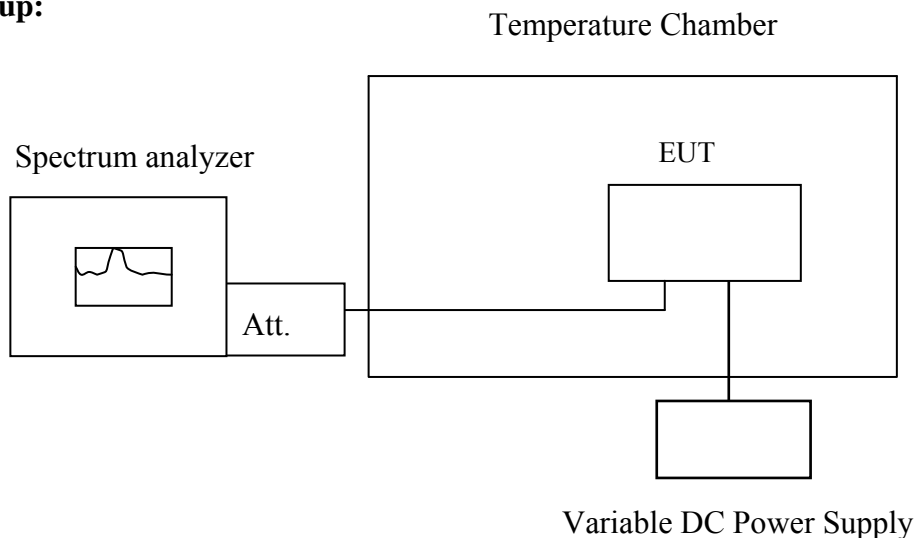 up:
Temperature Chamber
Spectrum analyzer
EUT
Att.
Variable DC Power Supply